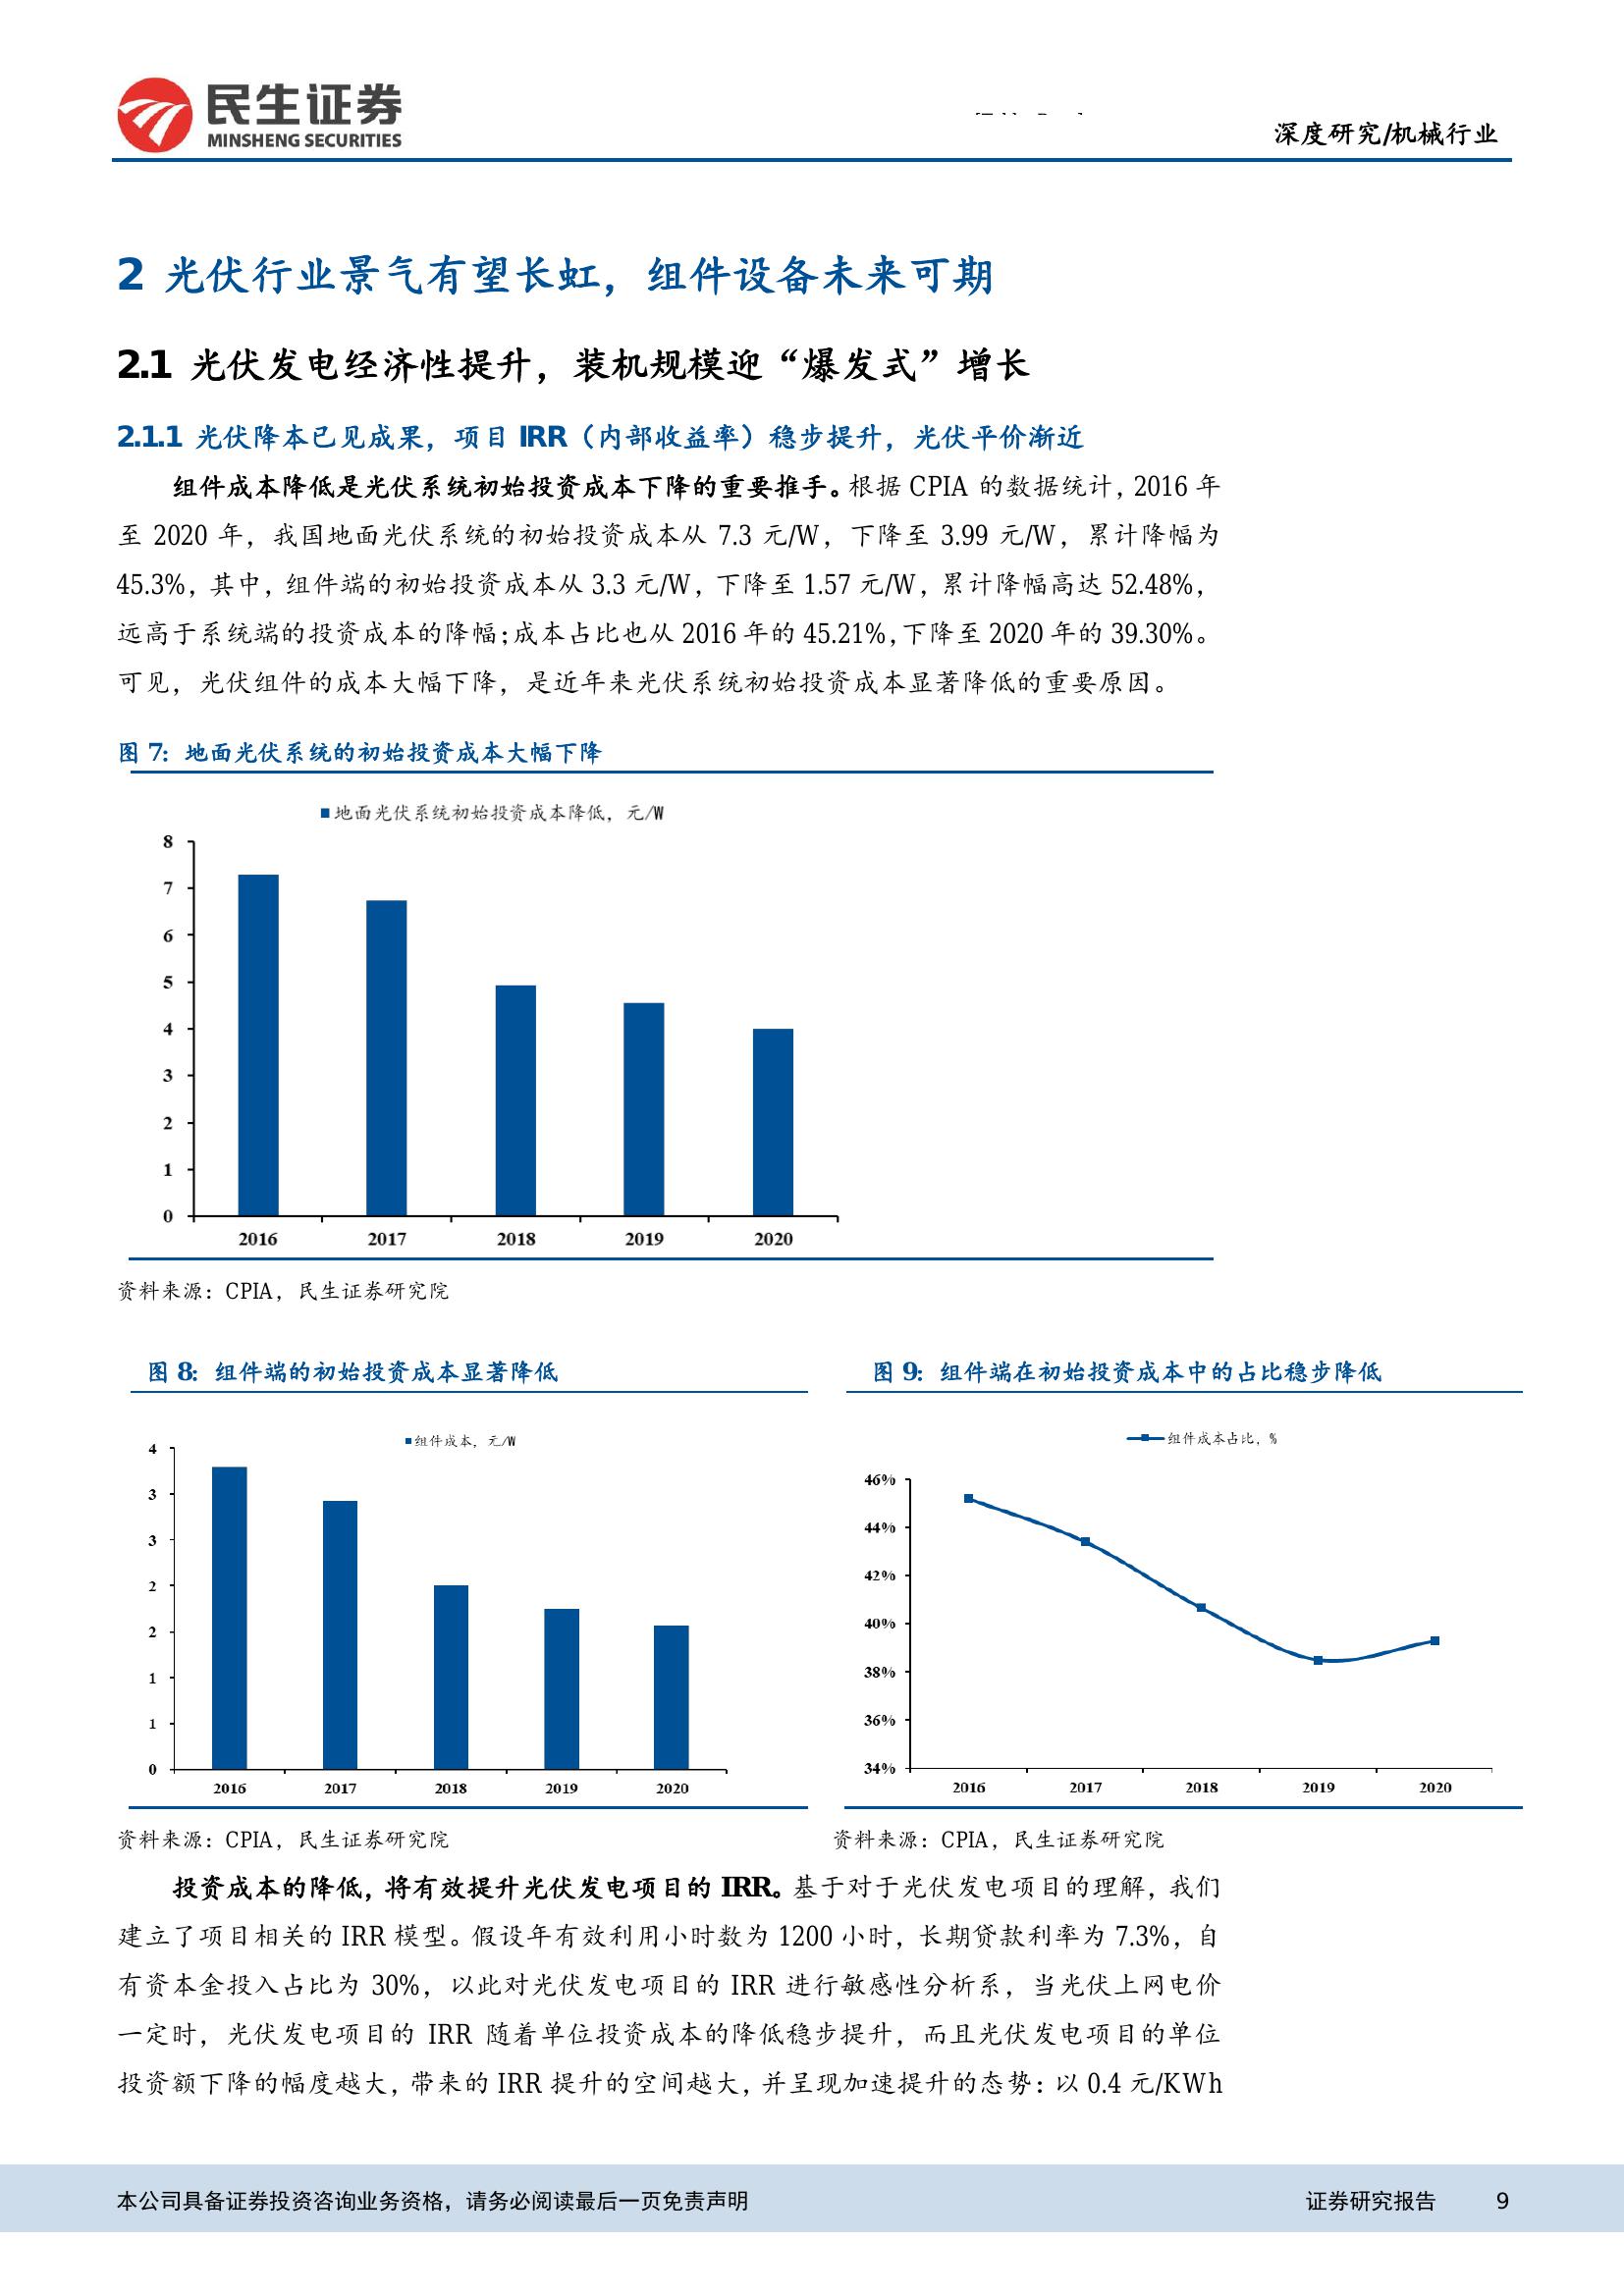 民生证券
MINSHENG SECURITIES
深度研究/机械行业
2 光伏行业景气有望长虹，组件设备未来可期
2.1 光伏发电经济性提升，装机规模迎“爆发式”增长
2.1.1 光伏降本已见成果，项目 IRR（内部收益率）稳步提升，光伏平价渐近
组件成本降低是光伏系统初始投资成本下降的重要推手。根据 CPIA 的数据统计，2016 年
至 2020 年，我国地面光伏系统的初始投资成本从 7.3 元/W，下降至 3.99 元/W，累计降幅为
45.3%，其中，组件端的初始投资成本从 3.3 元/W，下降至 1.57 元/W，累计降幅高达 52.48%，
远高于系统端的投资成本的降幅；成本占比也从 2016 年的 45.21%，下降至 2020 年的 39.30%。
可见，光伏组件的成本大幅下降，是近年来光伏系统初始投资成本显著降低的重要原因。
图 7：地面光伏系统的初始投资成本大幅下降
地面光伏系统初始投资成本降低，元/W
8
7
6
5
4
3
2
1
0
2016 2017 2018 2019 2020
资料来源：CPIA，民生证券研究院
图 8：组件端的初始投资成本显著降低
组件成本，元/W
4
3
3
2
2
1
1
0
2016 2017 2018 2019 2020
资料来源：CPIA，民生证券研究院
图 9：组件端在初始投资成本中的占比稳步降低
组件成本占比，%
46%
44%
42%
40%
38%
36%
34%
2016 2017 2018 2019 2020
资料来源：CPIA，民生证券研究院
投资成本的降低，将有效提升光伏发电项目的 IRR。基于对于光伏发电项目的理解，我们
建立了项目相关的 IRR 模型。假设年有效利用小时数为 1200 小时，长期贷款利率为 7.3%，自
有资本金投入占比为 30%，以此对光伏发电项目的 IRR 进行敏感性分析系，当光伏上网电价
一定时，光伏发电项目的 IRR 随着单位投资成本的降低稳步提升，而且光伏发电项目的单位
投资额下降的幅度越大，带来的 IRR 提升的空间越大，并呈现加速提升的态势：以 0.4 元/KWh
本公司具备证券投资咨询业务资格，请务必阅读最后一页免责声明
证券研究报告 9